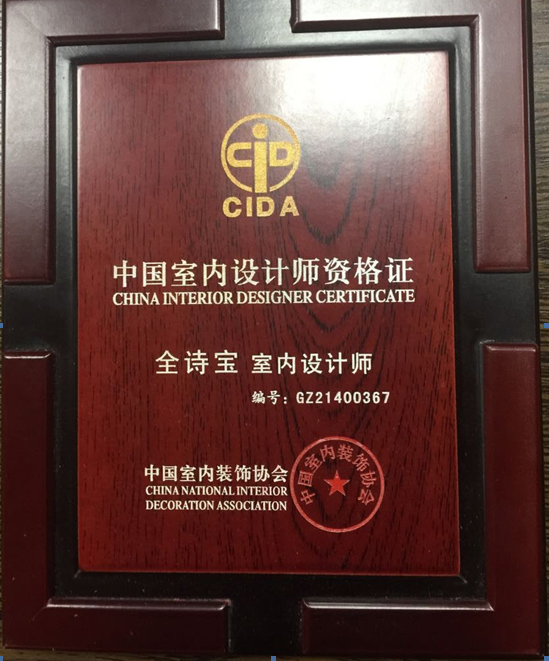 CID
CIDA
中国室内设计师资格证
CHINA INTERIOR DESIGNER CERTIFICATE
全诗宝 室内设计师
编号：GZ21400367
中国室内装饰协会
CHINA NATIONAL INTERIOR
DECORATION ASSOCIATION
中国室内装饰协会